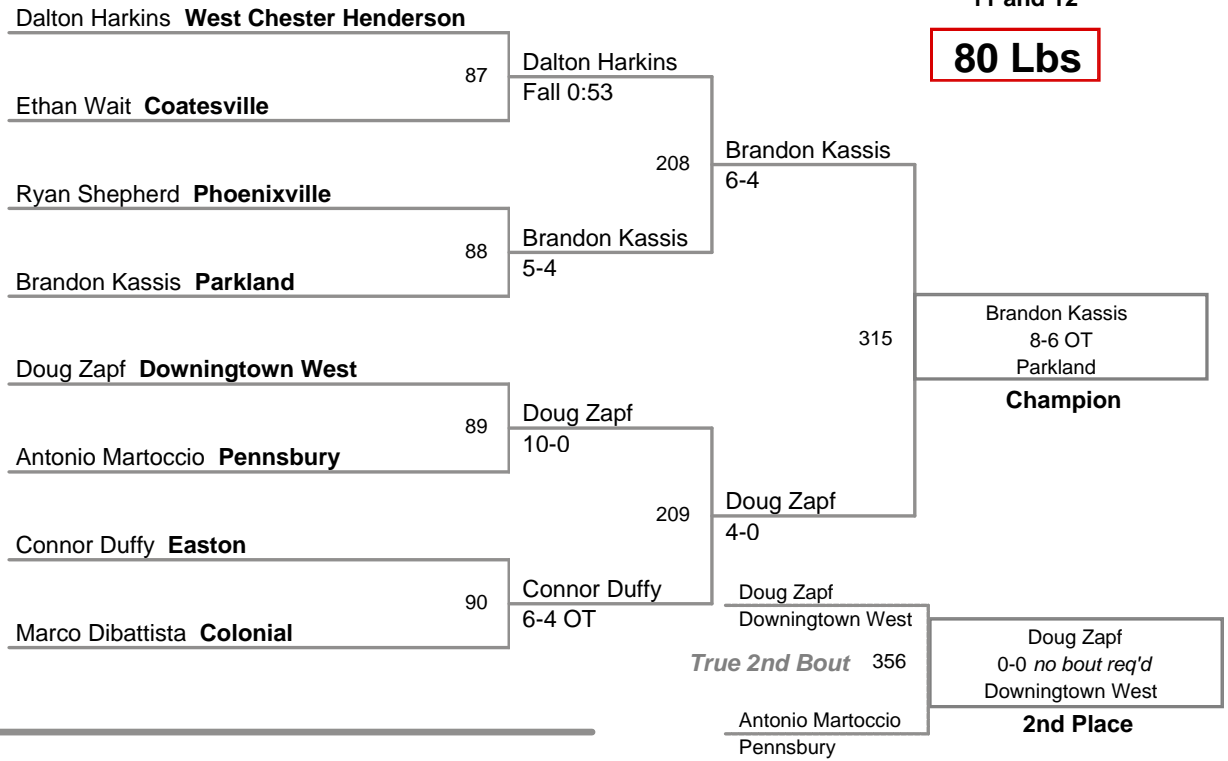 11 and 12
80 Lbs
Dalton Harkins West Chester Henderson
87
Ethan Wait Coatesville
Dalton Harkins
Fall 0:53
208
Ryan Shepherd Phoenixville
88
Brandon Kassis Parkland
Brandon Kassis
5-4
Brandon Kassis
6-4
315
Doug Zapf Downingtown West
89
Antonio Martoccio Pennsbury
Doug Zapf
10-0
209
Connor Duffy Easton
90
Marco Dibattista Colonial
Connor Duffy
6-4 OT
Doug Zapf
4-0
Brandon Kassis
8-6 OT
Parkland
Champion
Doug Zapf
Downingtown West
True 2nd Bout 356
Antonio Martoccio
Pennsbury
Doug Zapf
0-0 no bout req'd
Downingtown West
2nd Place